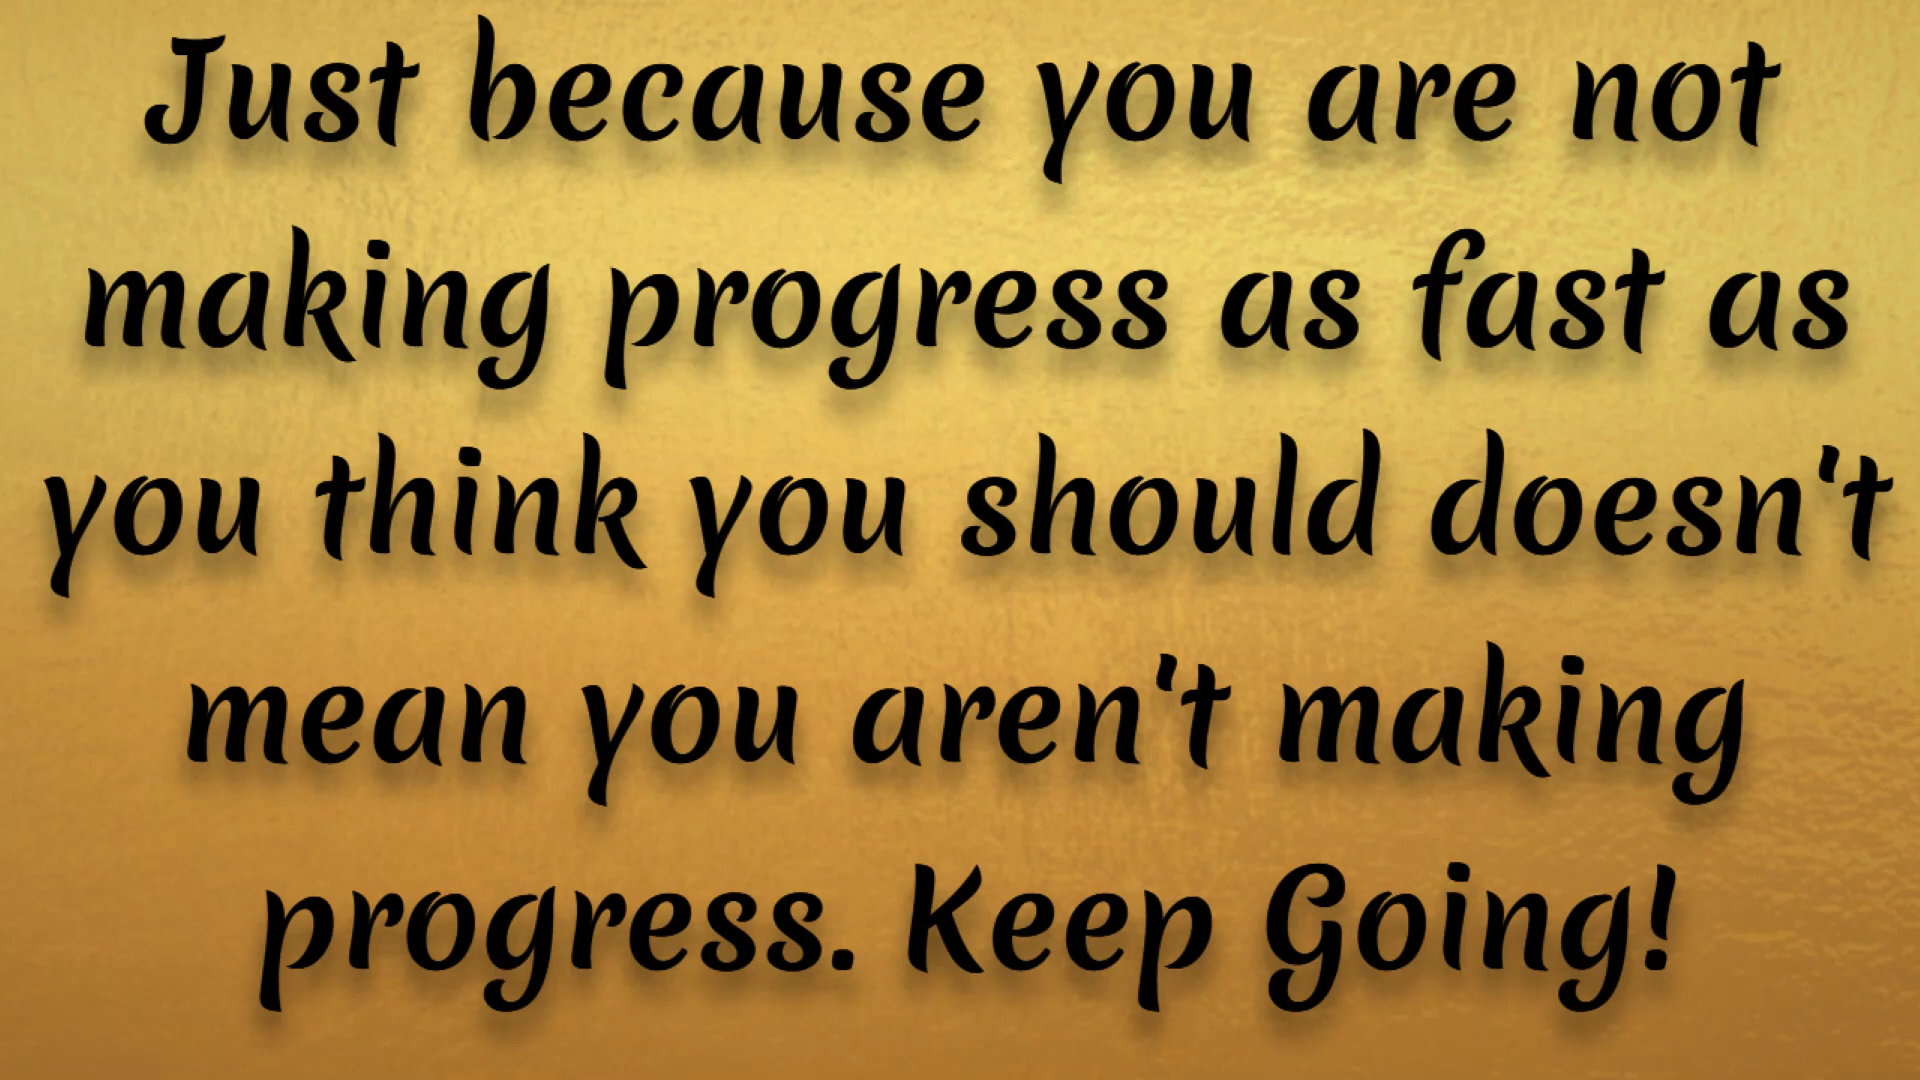 Just because you are not
making progress as fast as
you think you should doesn't
mean you aren't making
progress. Keep Going!